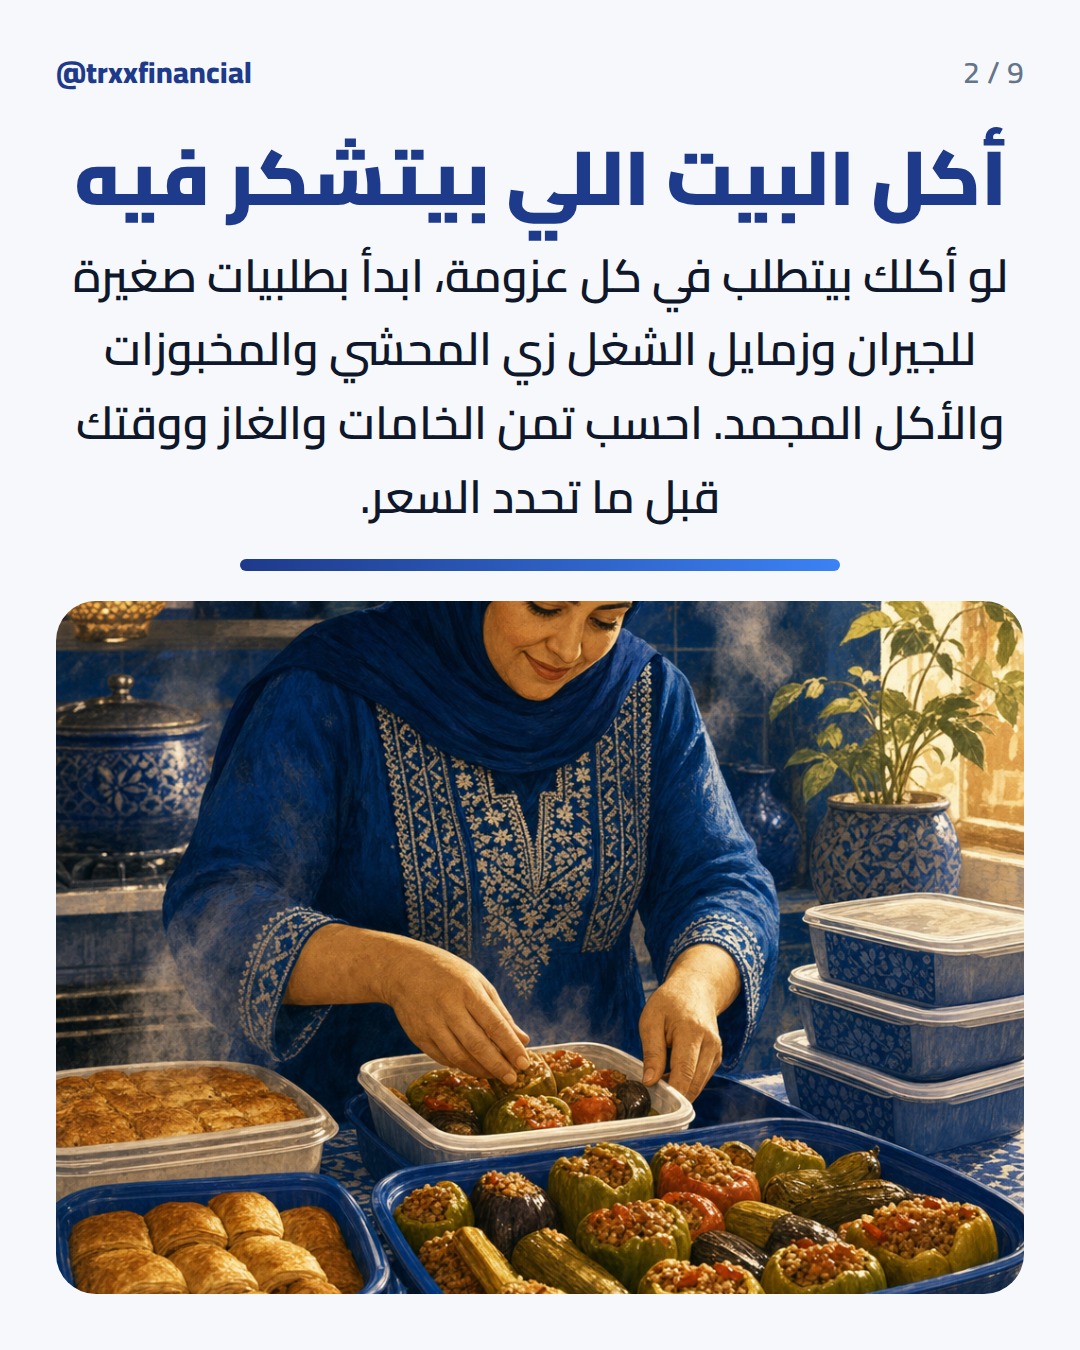 @trxxfinancial
2 / 9
أكل البيت اللي بيتشكر فيه
لو أكلك بيتطلب في كل عزومة، ابدأ بطلبيات صغيرة
للجيران وزمايل الشغل زي المحشي والمخبوزات
والأكل المجمد. احسب تمن الخامات والغاز ووقتك
قبل ما تحدد السعر.